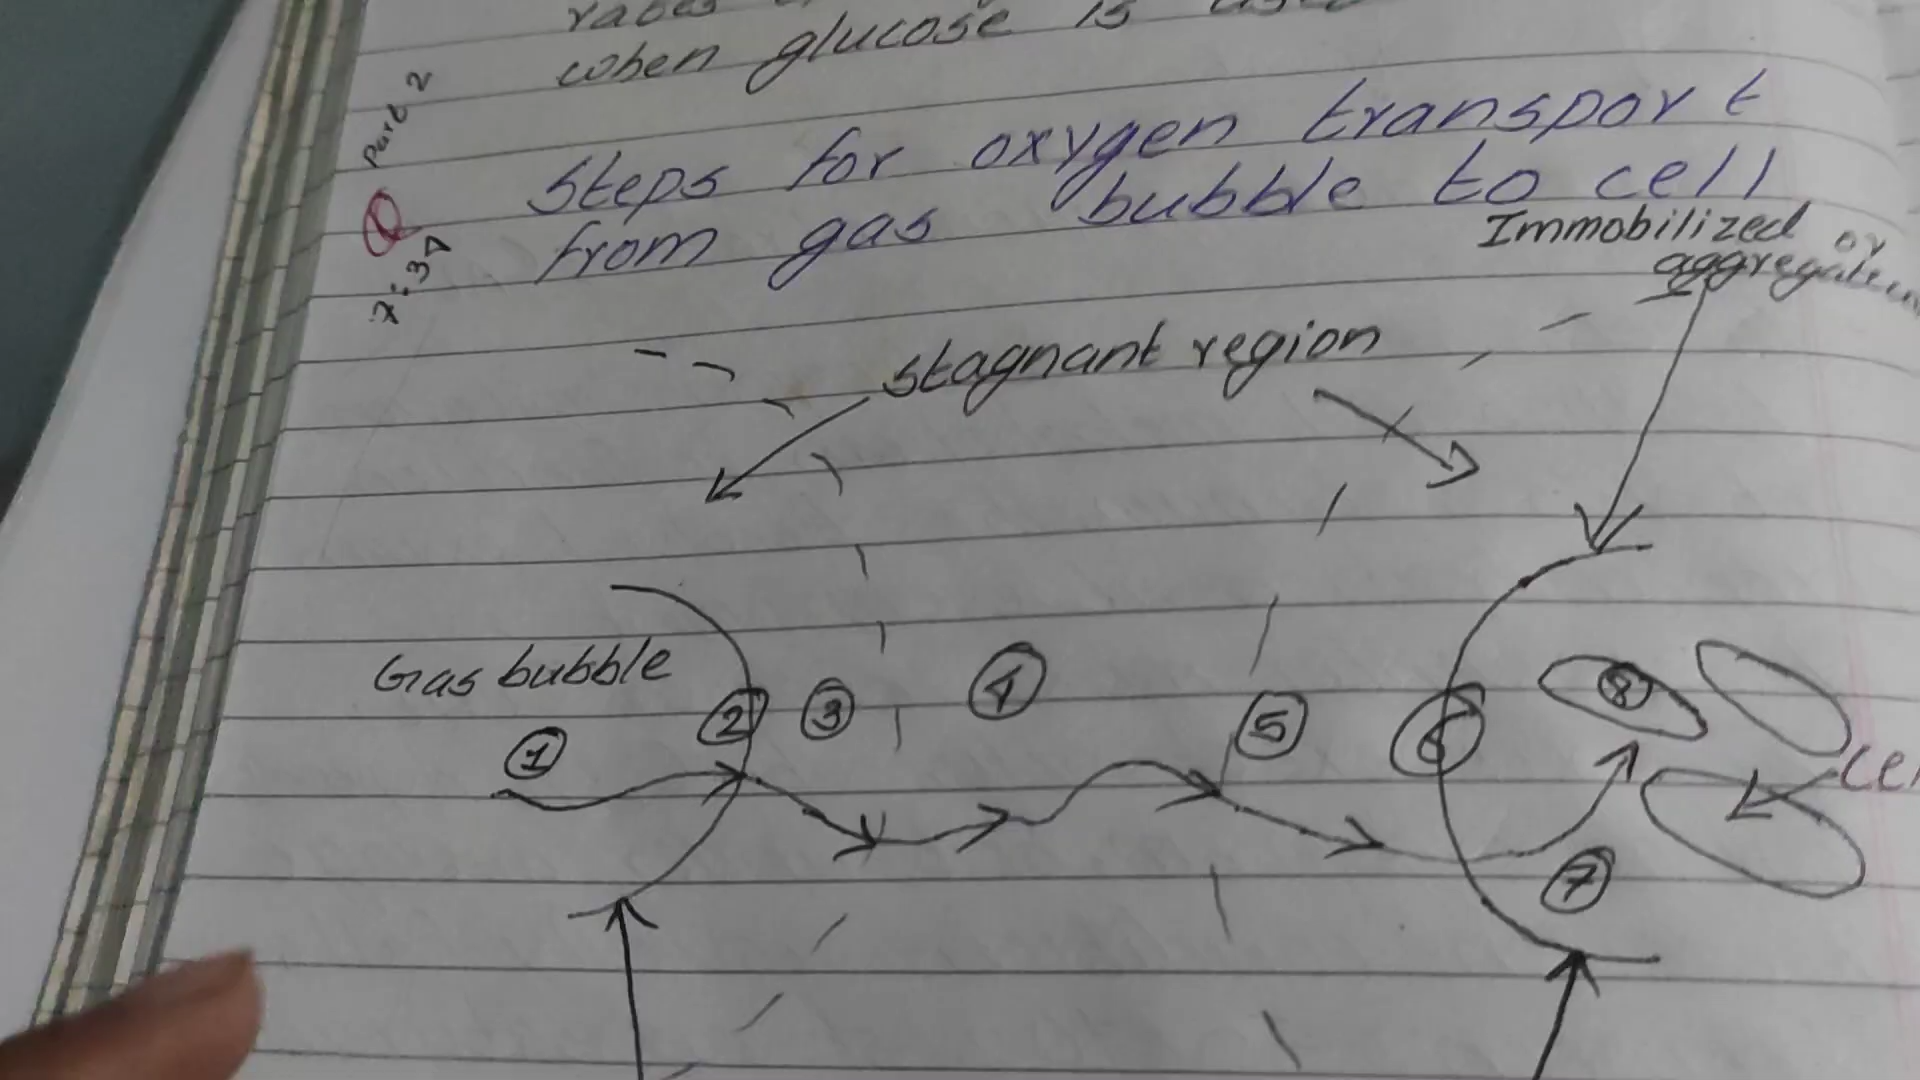 when glucose is
Part 2
Steps for oxygen transport
from gas bubble to cell
Immobilized or
Stagnant region
Gas bubble
1
2
3
4
5
6
7
8